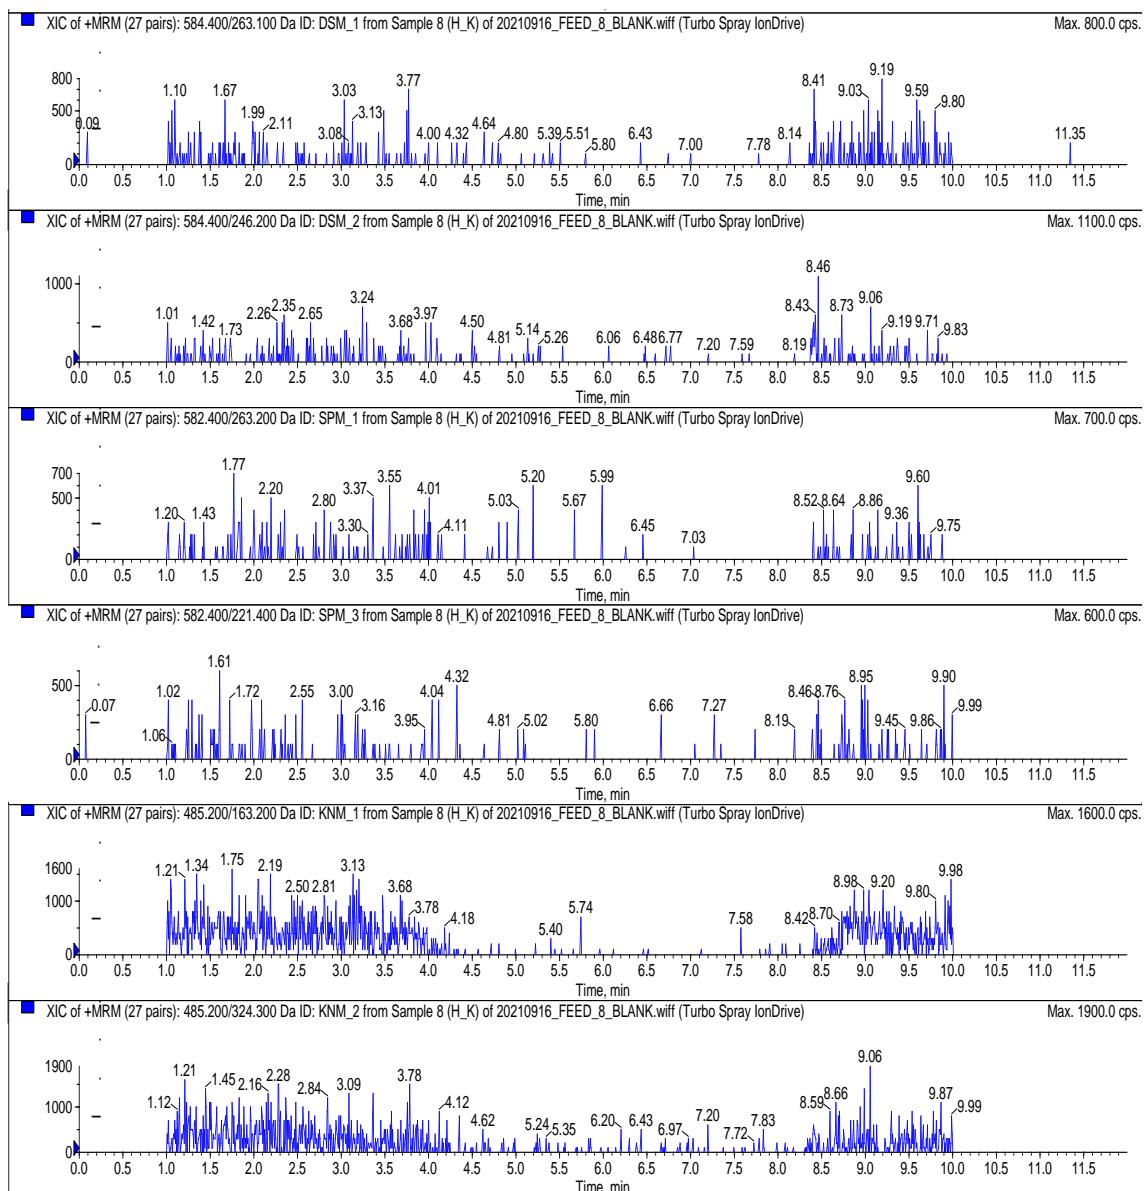 XIC of +MRM (27 pairs): 584.400/263.100 Da ID: DSM_1 from Sample 8 (H_K) of 20210916_FEED_8_BLANK.wiff (Turbo Spray IonDrive) Max. 800.0 cps.
800
500
0
0.09 1.10 1.67 1.99 2.11 3.03 3.08 3.13 3.77 4.00 4.32 4.64 4.80 5.39 5.51 5.80 6.43 7.00 7.78 8.14 8.41 9.03 9.19 9.59 9.80 11.35
0.0 0.5 1.0 1.5 2.0 2.5 3.0 3.5 4.0 4.5 5.0 5.5 6.0 6.5 7.0 7.5 8.0 8.5 9.0 9.5 10.0 10.5 11.0 11.5
Time, min
XIC of +MRM (27 pairs): 584.400/246.200 Da ID: DSM_2 from Sample 8 (H_K) of 20210916_FEED_8_BLANK.wiff (Turbo Spray IonDrive) Max. 1100.0 cps.
1000
0
1.01 1.42 1.73 2.26 2.35 2.65 3.24 3.68 3.97 4.50 4.81 5.14 5.26 6.06 6.48 6.77 7.20 7.59 8.19 8.43 8.46 8.73 9.06 9.19 9.71 9.83
0.0 0.5 1.0 1.5 2.0 2.5 3.0 3.5 4.0 4.5 5.0 5.5 6.0 6.5 7.0 7.5 8.0 8.5 9.0 9.5 10.0 10.5 11.0 11.5
Time, min
XIC of +MRM (27 pairs): 582.400/263.200 Da ID: SPM_1 from Sample 8 (H_K) of 20210916_FEED_8_BLANK.wiff (Turbo Spray IonDrive) Max. 700.0 cps.
700
500
0
1.20 1.43 1.77 2.20 2.80 3.30 3.37 3.55 4.01 4.11 5.03 5.20 5.67 5.99 6.45 7.03 8.52 8.64 8.86 9.36 9.60 9.75
0.0 0.5 1.0 1.5 2.0 2.5 3.0 3.5 4.0 4.5 5.0 5.5 6.0 6.5 7.0 7.5 8.0 8.5 9.0 9.5 10.0 10.5 11.0 11.5
Time, min
XIC of +MRM (27 pairs): 582.400/221.400 Da ID: SPM_3 from Sample 8 (H_K) of 20210916_FEED_8_BLANK.wiff (Turbo Spray IonDrive) Max. 600.0 cps.
500
0
0.07 1.02 1.06 1.61 1.72 2.55 3.00 3.16 3.95 4.04 4.32 4.81 5.02 5.80 6.66 7.27 8.19 8.46 8.76 8.95 9.45 9.86 9.90 9.99
0.0 0.5 1.0 1.5 2.0 2.5 3.0 3.5 4.0 4.5 5.0 5.5 6.0 6.5 7.0 7.5 8.0 8.5 9.0 9.5 10.0 10.5 11.0 11.5
Time, min
XIC of +MRM (27 pairs): 485.200/163.200 Da ID: KNM_1 from Sample 8 (H_K) of 20210916_FEED_8_BLANK.wiff (Turbo Spray IonDrive) Max. 1600.0 cps.
1600
1000
0
1.21 1.34 1.75 2.19 2.50 2.81 3.13 3.68 3.78 4.18 5.40 5.74 7.58 8.42 8.70 8.98 9.20 9.80 9.98
0.0 0.5 1.0 1.5 2.0 2.5 3.0 3.5 4.0 4.5 5.0 5.5 6.0 6.5 7.0 7.5 8.0 8.5 9.0 9.5 10.0 10.5 11.0 11.5
Time, min
XIC of +MRM (27 pairs): 485.200/324.300 Da ID: KNM_2 from Sample 8 (H_K) of 20210916_FEED_8_BLANK.wiff (Turbo Spray IonDrive) Max. 1900.0 cps.
1900
1000
0
1.12 1.21 1.45 2.16 2.28 2.84 3.09 3.78 4.12 4.62 5.24 5.35 6.20 6.43 6.97 7.20 7.72 7.83 8.59 8.66 9.06 9.87 9.99
0.0 0.5 1.0 1.5 2.0 2.5 3.0 3.5 4.0 4.5 5.0 5.5 6.0 6.5 7.0 7.5 8.0 8.5 9.0 9.5 10.0 10.5 11.0 11.5
Time, min